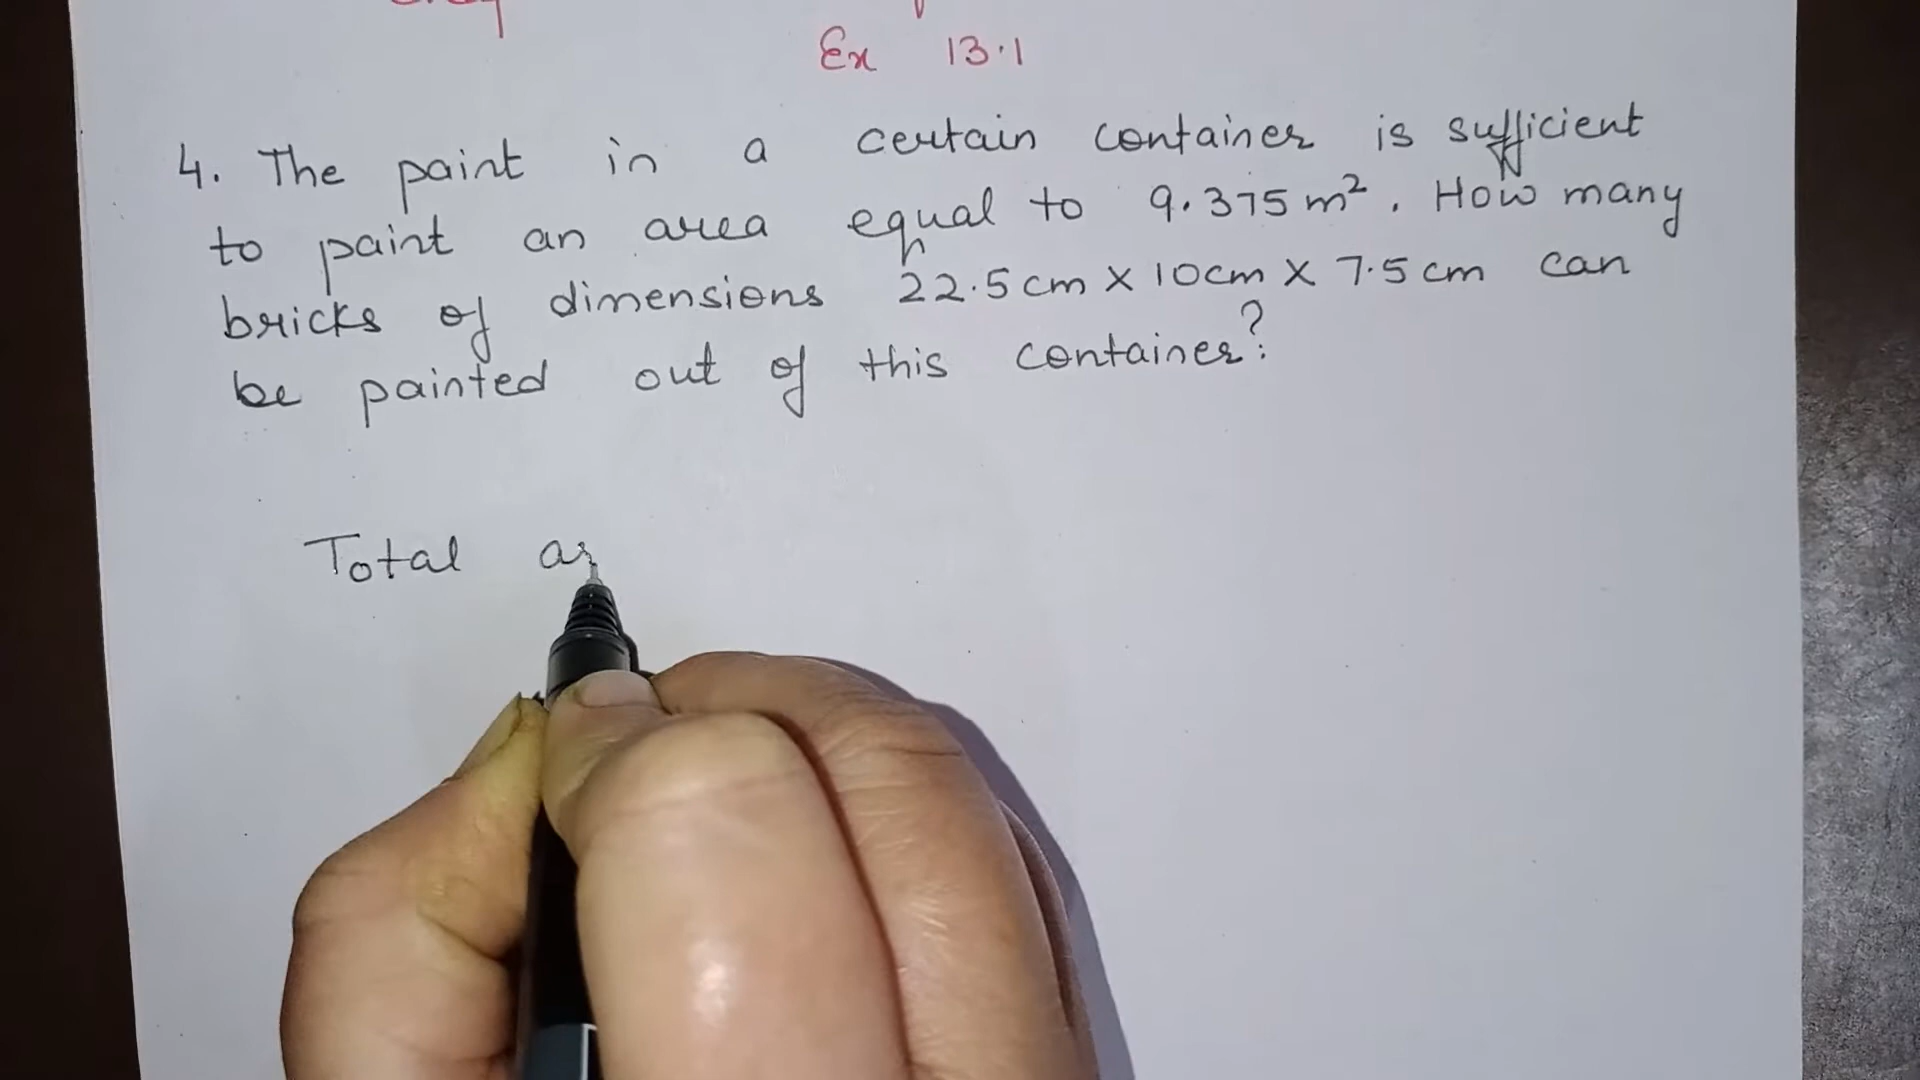 Ex 13.1
4. The paint in a certain container is sufficient
to paint an area equal to 9.375 m². How many
bricks of dimensions 22.5 cm X 10 cm X 7.5 cm can
be painted out of this container?
Total ar